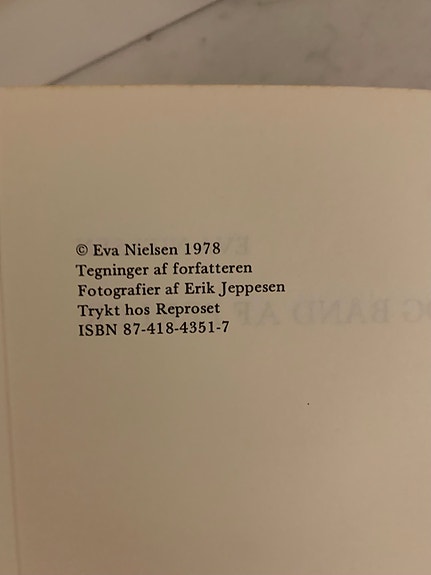 © Eva Nielsen 1978
Tegninger af forfatteren
Fotografier af Erik Jeppesen
Trykt hos Reproset
ISBN 87-418-4351-7